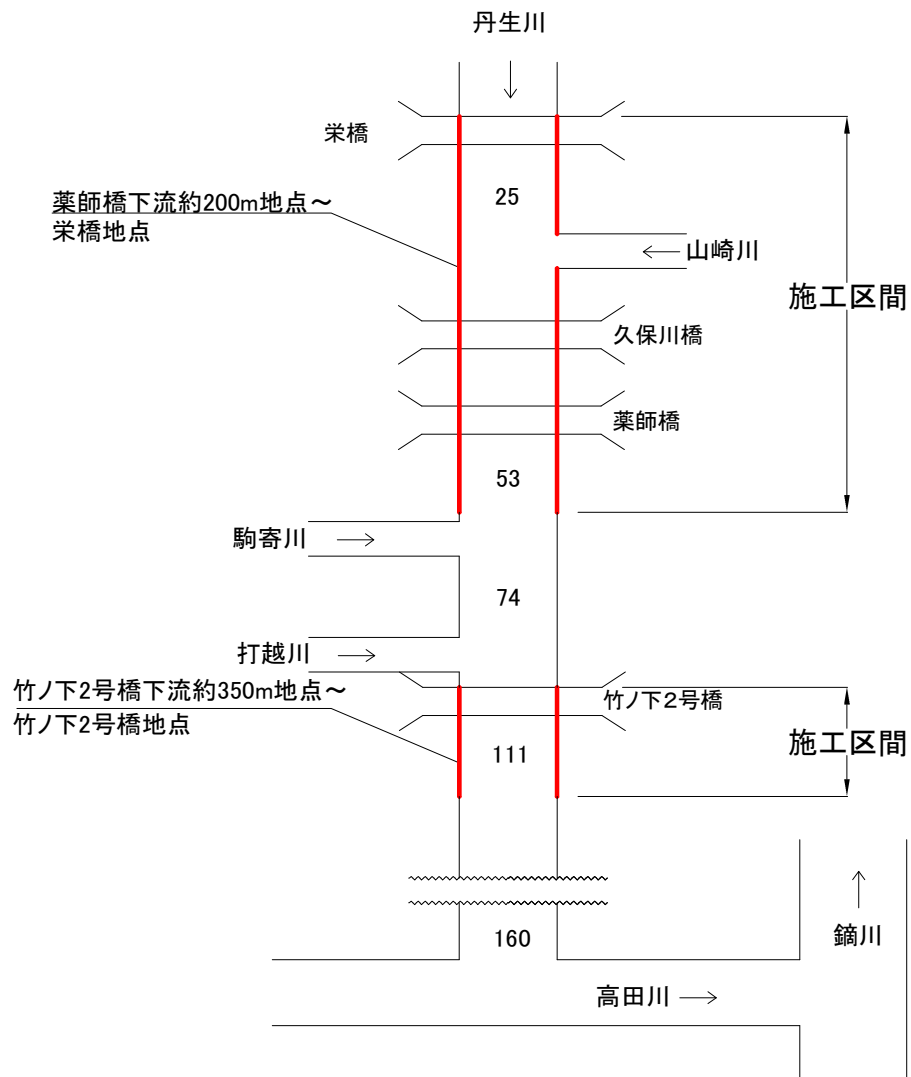 丹生川
栄橋
25
薬師橋下流約200m地点～
栄橋地点
山崎川
施工区間
久保川橋
薬師橋
53
駒寄川
74
打越川
竹ノ下2号橋下流約350m地点～
竹ノ下2号橋地点
竹ノ下２号橋
施工区間
111
160
鏑川
高田川